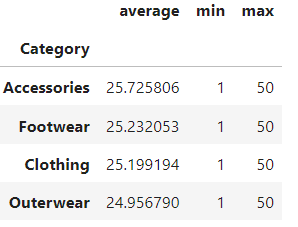 average min max
Category
Accessories 25.725806 1 50
Footwear 25.232053 1 50
Clothing 25.199194 1 50
Outerwear 24.956790 1 50